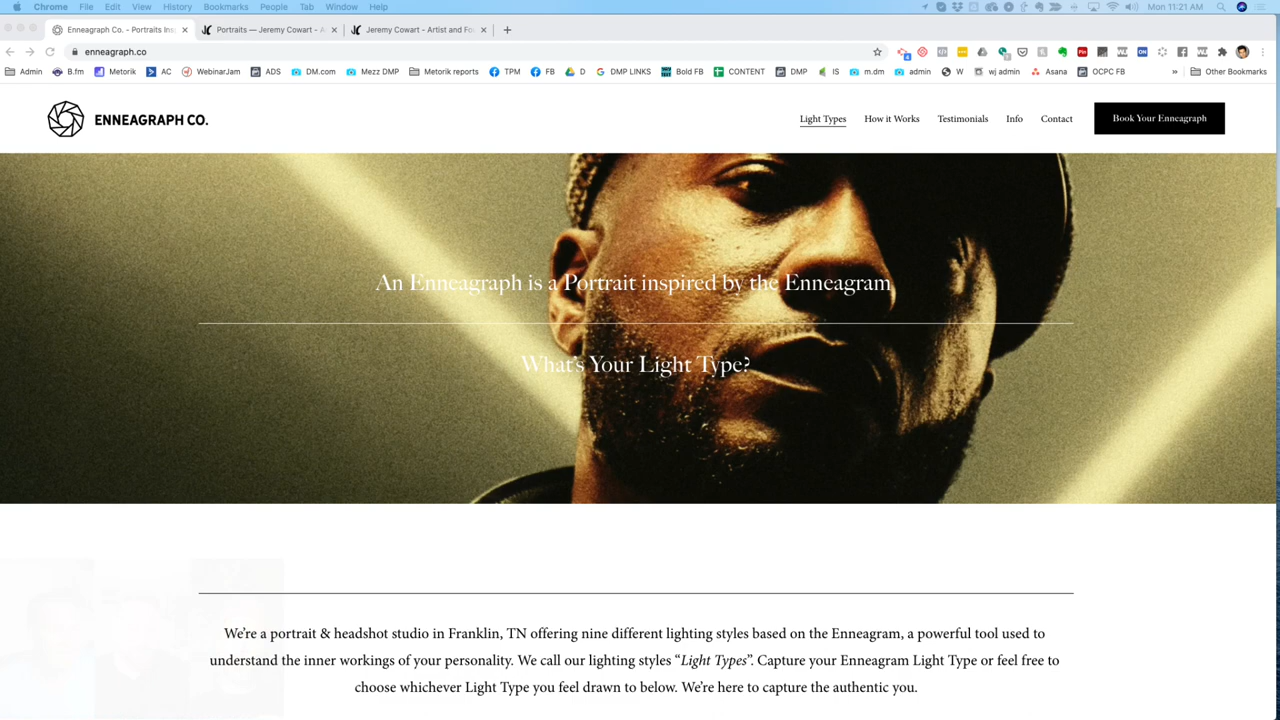 Chrome File Edit View History Bookmarks People Tab Window Help Mon 11:21 AM
Enneagraph Co. - Portraits Ins Portraits — Jeremy Cowart - A Jeremy Cowart - Artist and Fo
enneagraph.co
Admin B.fm Metorik AC WebinarJam ADS DM.com Mezz DMP Metorik reports TPM FB D DMP LINKS Bold FB CONTENT DMP IS m.dm admin W wj admin Asana OCPC FB » Other Bookmarks
ENNEAGRAPH CO. Light Types How it Works Testimonials Info Contact Book Your Enneagraph
An Enneagraph is a Portrait inspired by the Enneagram
What's Your Light Type?
We're a portrait & headshot studio in Franklin, TN offering nine different lighting styles based on the Enneagram, a powerful tool used to
understand the inner workings of your personality. We call our lighting styles “Light Types”. Capture your Enneagram Light Type or feel free to
choose whichever Light Type you feel drawn to below. We're here to capture the authentic you.